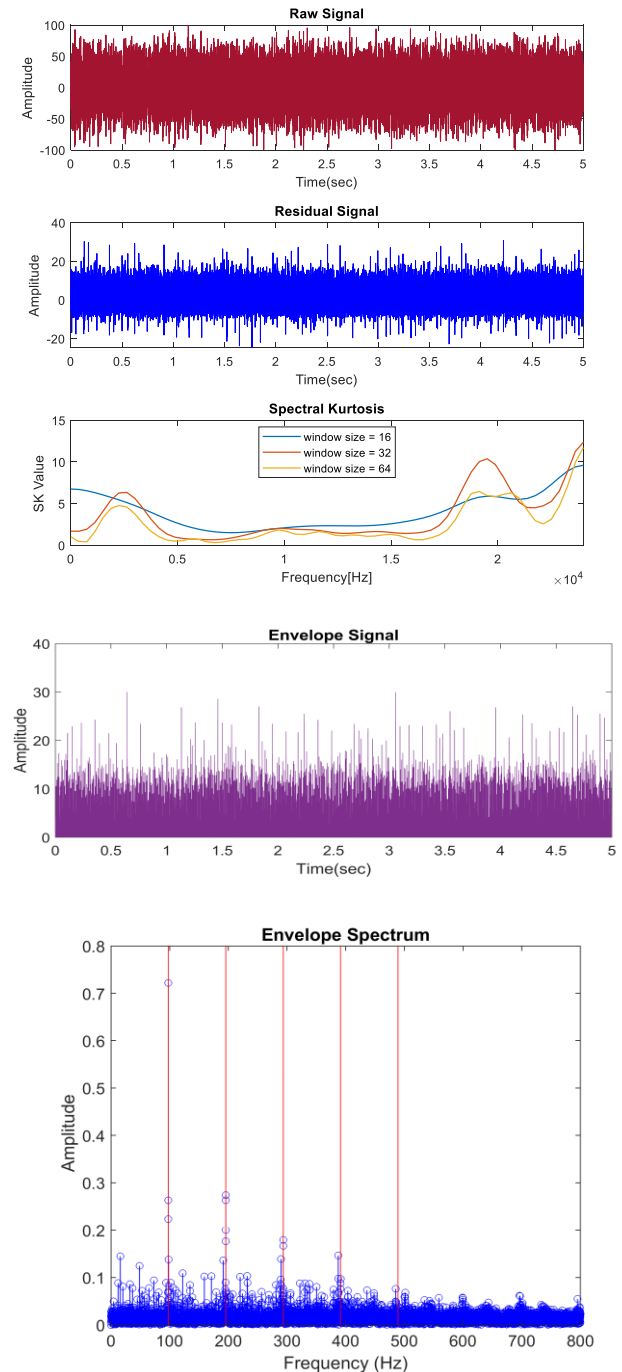 Raw Signal
100
50
0
-50
-100
Amplitude
0 0.5 1 1.5 2 2.5 3 3.5 4 4.5 5
Time(sec)
Residual Signal
40
20
0
-20
Amplitude
0 0.5 1 1.5 2 2.5 3 3.5 4 4.5 5
Time(sec)
Spectral Kurtosis
15
10
5
0
SK Value
window size = 16
window size = 32
window size = 64
0 0.5 1 1.5 2
Frequency[Hz]
×10⁴
Envelope Signal
40
30
20
10
0
Amplitude
0 0.5 1 1.5 2 2.5 3 3.5 4 4.5 5
Time(sec)
Envelope Spectrum
0.8
0.7
0.6
0.5
0.4
0.3
0.2
0.1
0
Amplitude
0 100 200 300 400 500 600 700 800
Frequency (Hz)